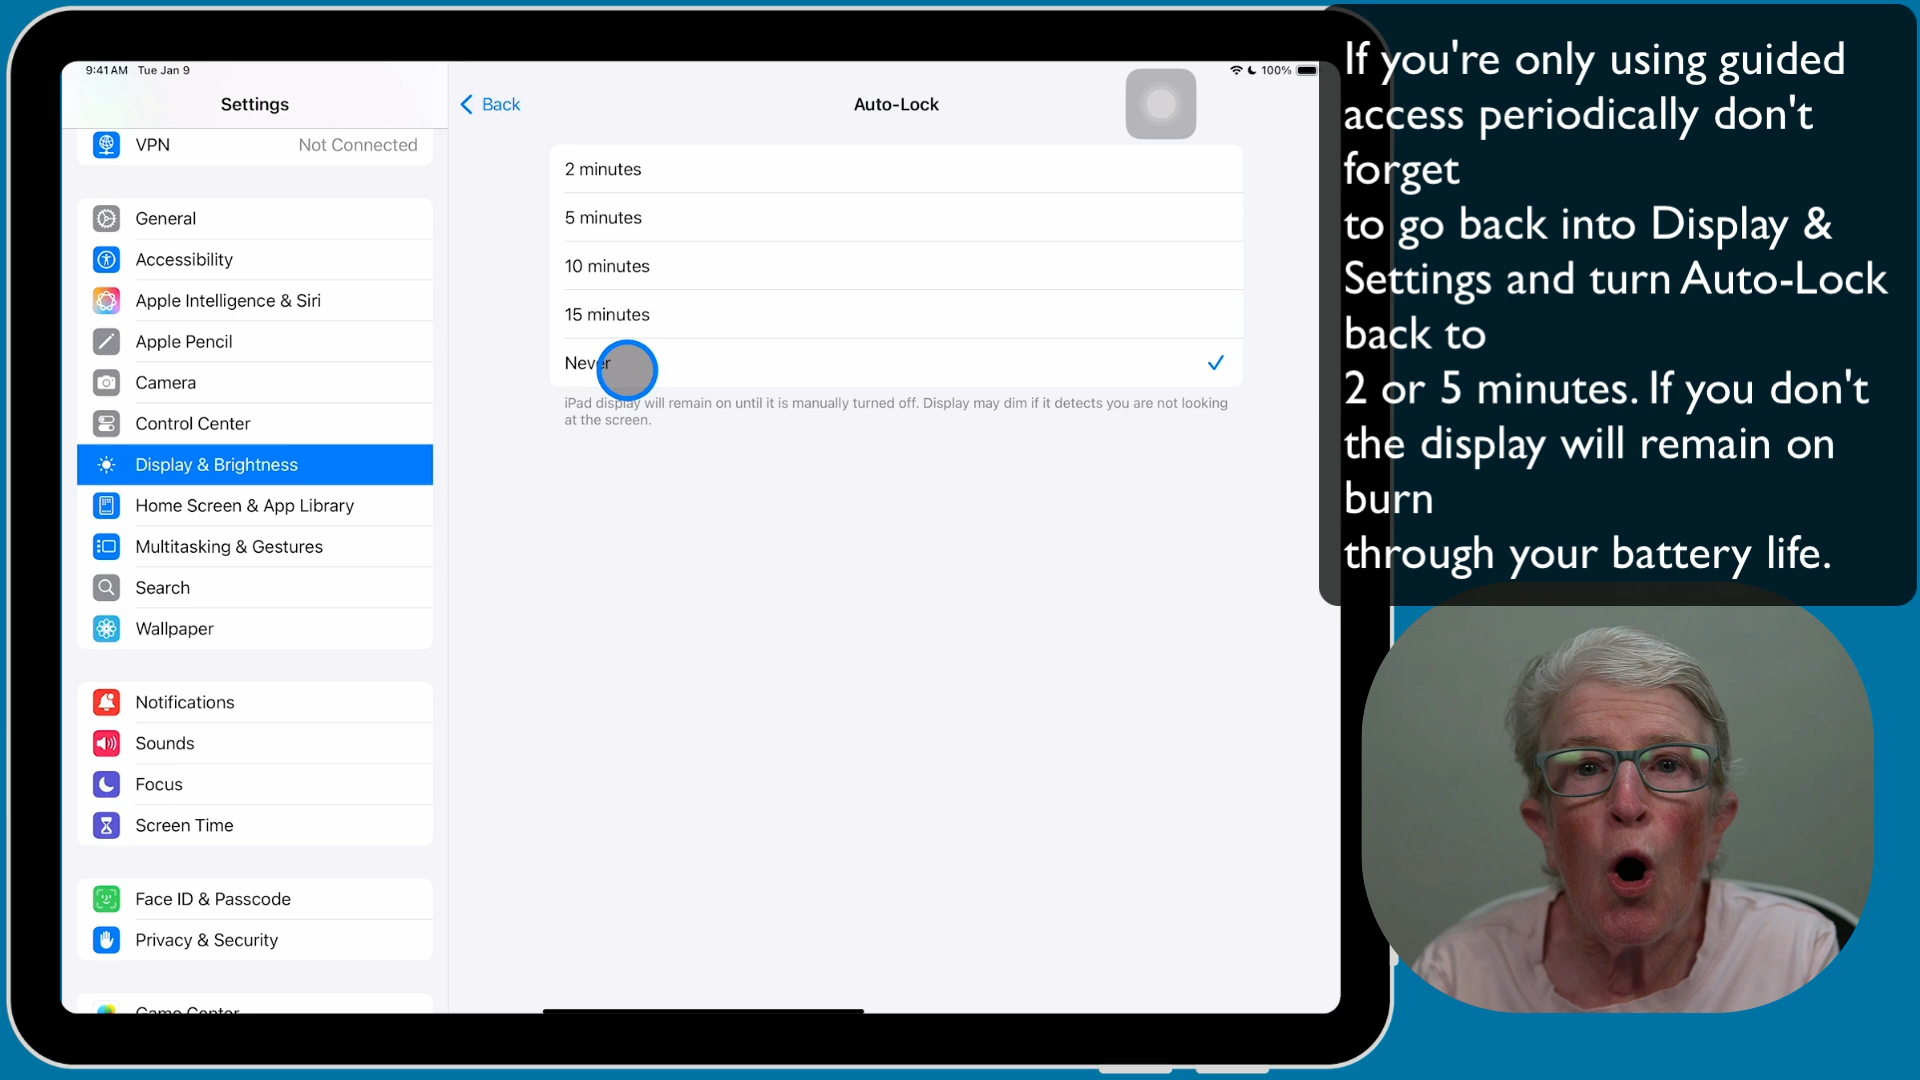 9:41 AM Tue Jan 9
100%
Settings
VPN
Not Connected
General
Accessibility
Apple Intelligence & Siri
Apple Pencil
Camera
Control Center
Display & Brightness
Home Screen & App Library
Multitasking & Gestures
Search
Wallpaper
Notifications
Sounds
Focus
Screen Time
Face ID & Passcode
Privacy & Security
Game Center
Back
Auto-Lock
2 minutes
5 minutes
10 minutes
15 minutes
Never
iPad display will remain on until it is manually turned off. Display may dim if it detects you are not looking
at the screen.
If you're only using guided
access periodically don't
forget
to go back into Display &
Settings and turn Auto-Lock
back to
2 or 5 minutes. If you don't
the display will remain on
burn
through your battery life.